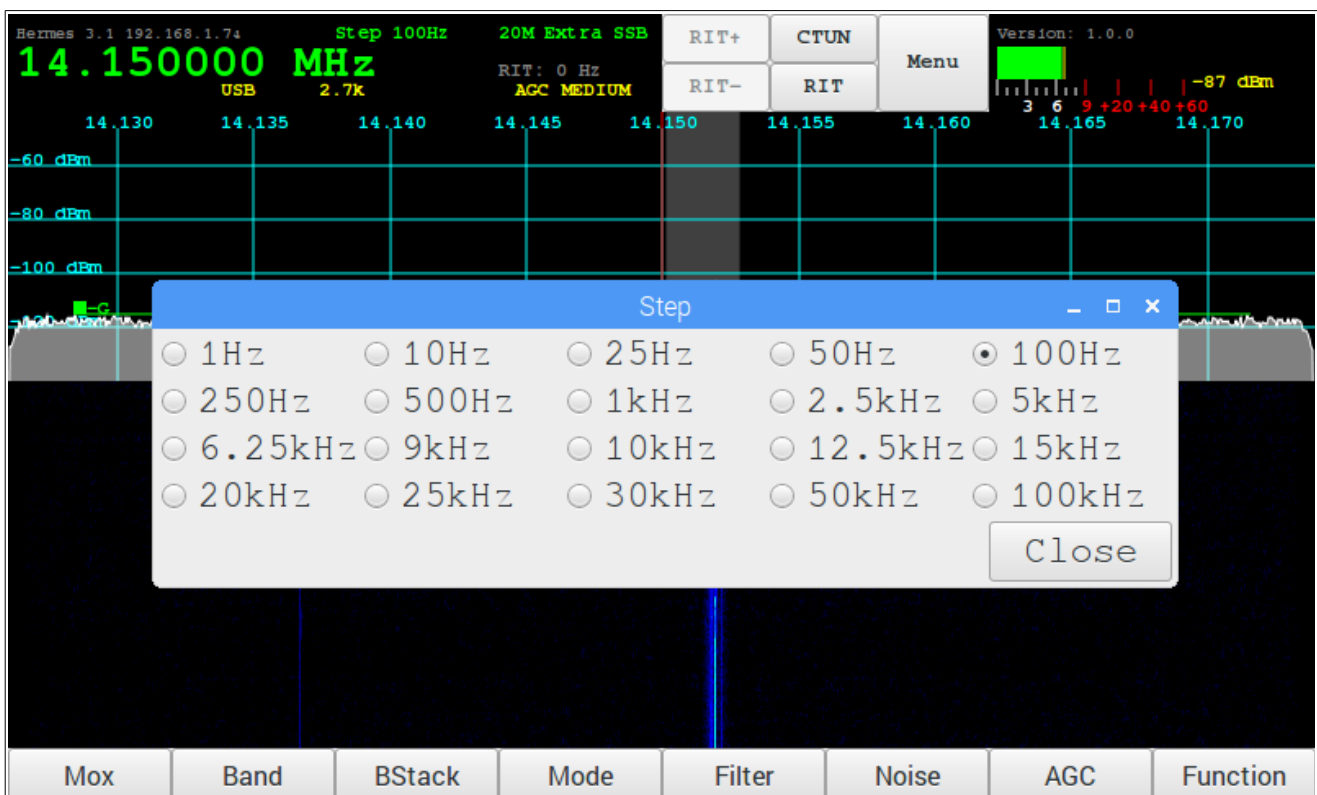 Hermes 3.1 192.168.1.74 Step 100Hz 20M Extra SSB RIT+ CTUN Menu Version: 1.0.0
14.150000 MHz RIT: 0 Hz RIT- RIT -87 dBm
USB 2.7k AGC MEDIUM
3 6 9 +20 +40 +60
14.130 14.135 14.140 14.145 14.150 14.155 14.160 14.165 14.170
-60 dBm
-80 dBm
-100 dBm
-G
Step
1Hz 10Hz 25Hz 50Hz 100Hz
250Hz 500Hz 1kHz 2.5kHz 5kHz
6.25kHz 9kHz 10kHz 12.5kHz 15kHz
20kHz 25kHz 30kHz 50kHz 100kHz
Close
Mox Band BStack Mode Filter Noise AGC Function